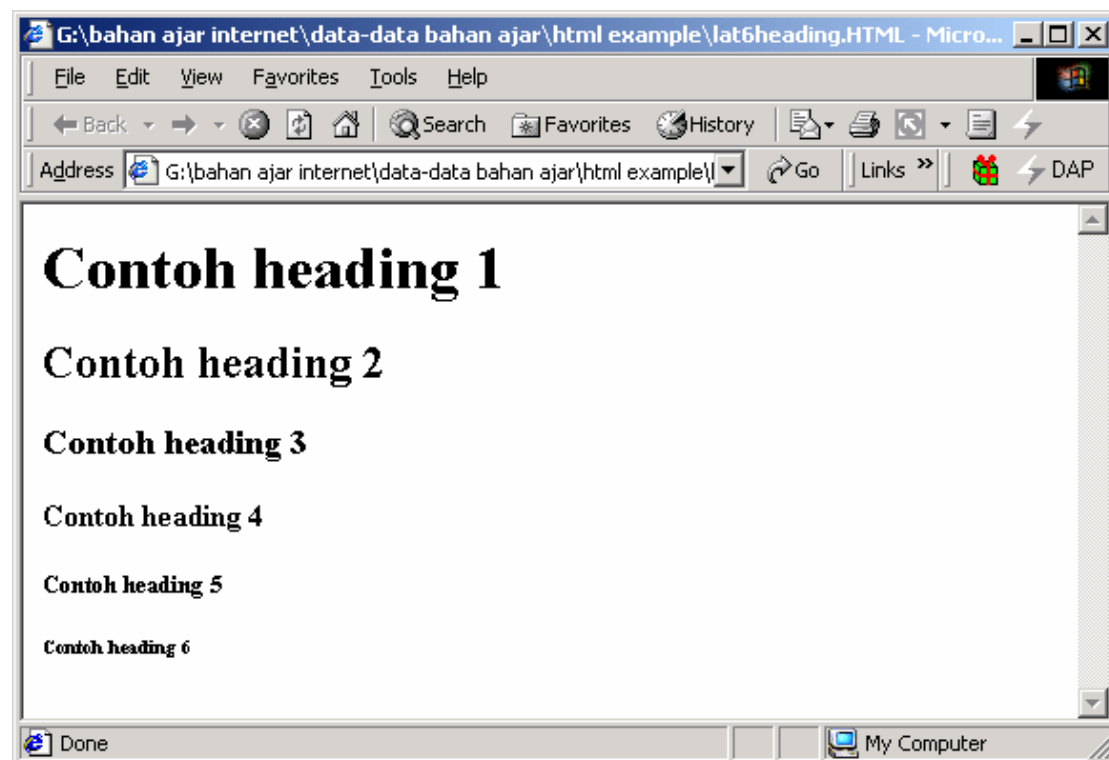 G:\bahan ajar internet\data-data bahan ajar\html example\lat6heading.HTML - Micro...
File Edit View Favorites Tools Help
Back Search Favorites History
Address G:\bahan ajar internet\data-data bahan ajar\html example\l Go Links » DAP
Contoh heading 1
Contoh heading 2
Contoh heading 3
Contoh heading 4
Contoh heading 5
Contoh heading 6
Done My Computer